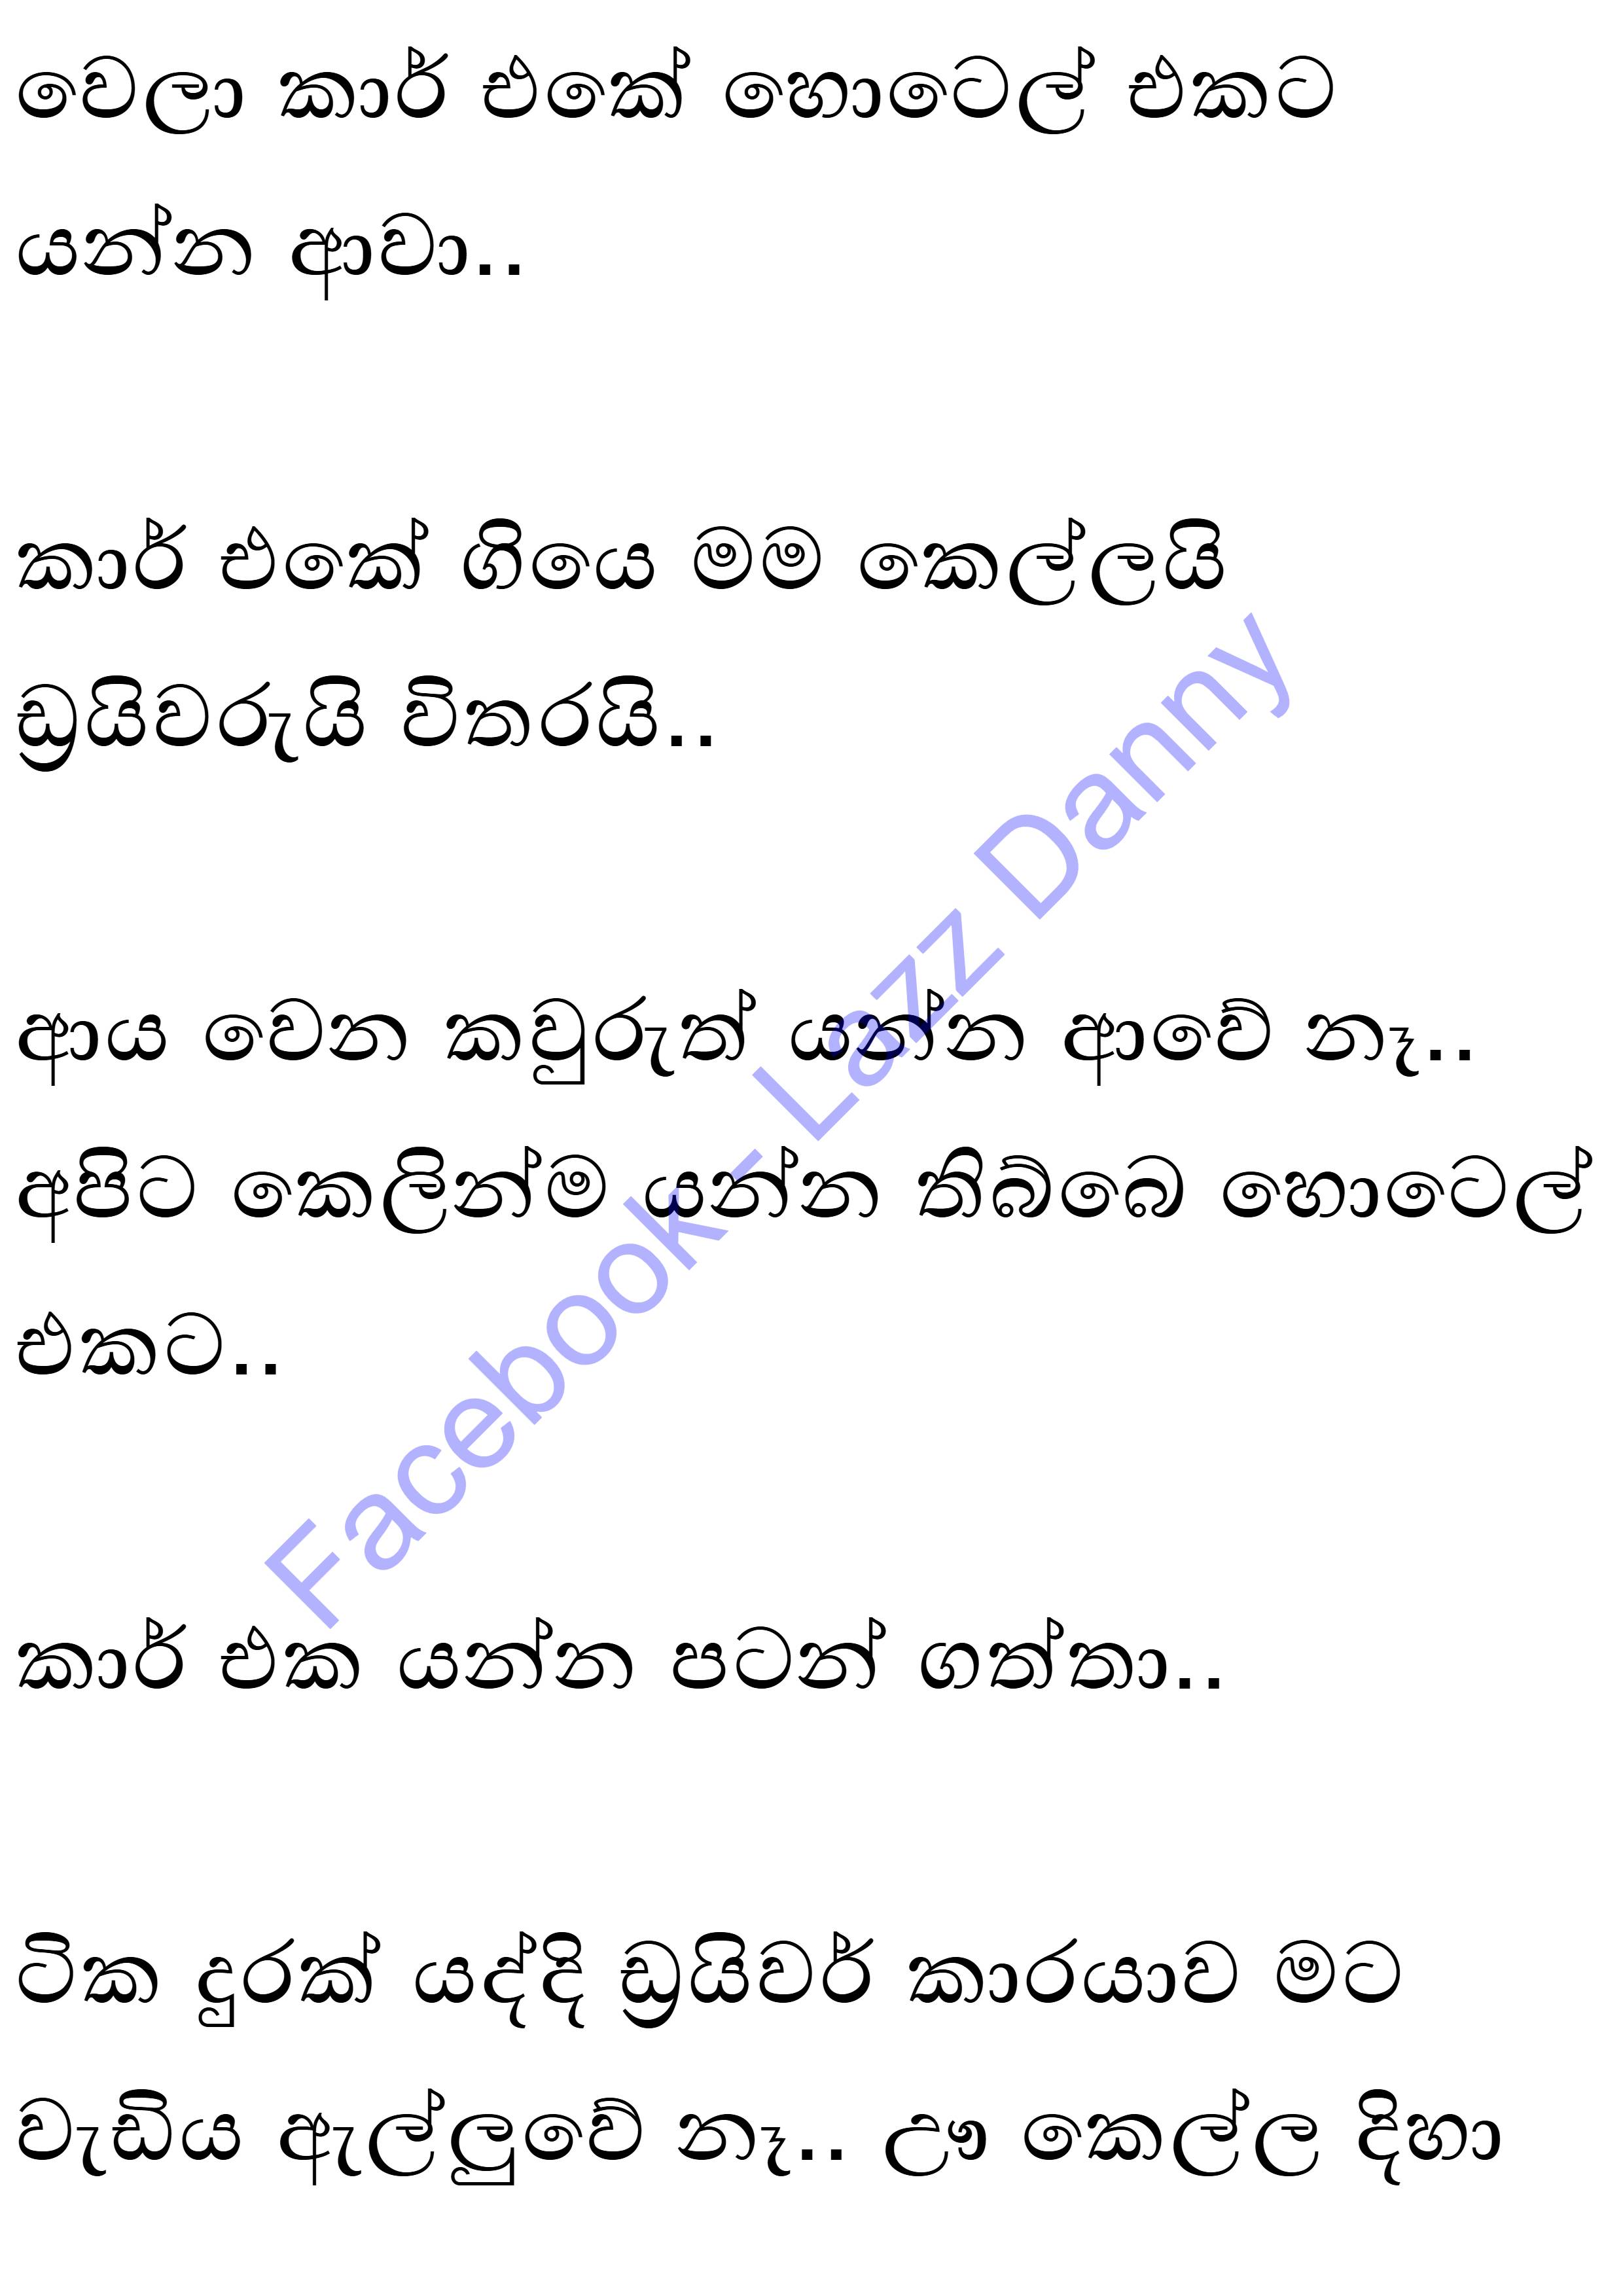 වෙලා කාර් එකේ හොටෙල් එකට
යන්න ආවා..
කාර් එකේ ගියෙ මම කෙල්ලයි
ඩ්‍රයිවරුයි විතරයි..
ආය වෙන කවුරුත් යන්න ආවේ නෑ..
අපිට කෙලින්ම යන්න තිබ්බෙ හොටෙල්
එකට..
කාර් එක යන්න පටන් ගත්තා..
ටික දුරක් යද්දි ඩ්‍රයිවර් කාරයාව මට
වැඩිය ඇල්ලුවේ නෑ.. ඌ කෙල්ල දිහා
Facebook- Lazz Danny